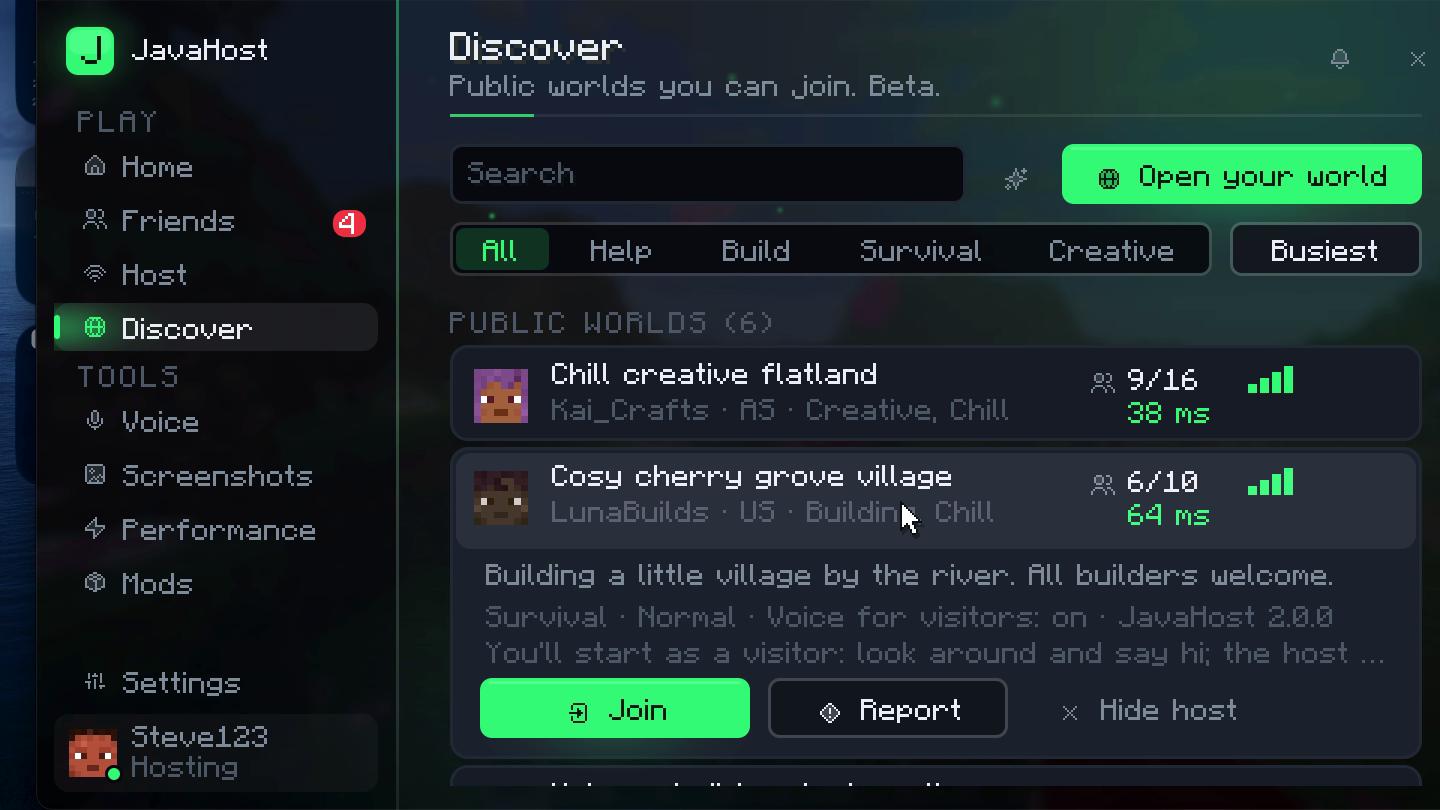 J JavaHost
PLAY
Home
Friends 4
Host
Discover
TOOLS
Voice
Screenshots
Performance
Mods
Settings
Steve123
Hosting
Discover
Public worlds you can join. Beta.
Search
Open your world
All Help Build Survival Creative Busiest
PUBLIC WORLDS (6)
Chill creative flatland 9/16
Kai_Crafts · AS · Creative, Chill 38 ms
Cosy cherry grove village 6/10
LunaBuilds · US · Building, Chill 64 ms
Building a little village by the river. All builders welcome.
Survival · Normal · Voice for visitors: on · JavaHost 2.0.0
You'll start as a visitor: look around and say hi; the host ...
Join Report Hide host